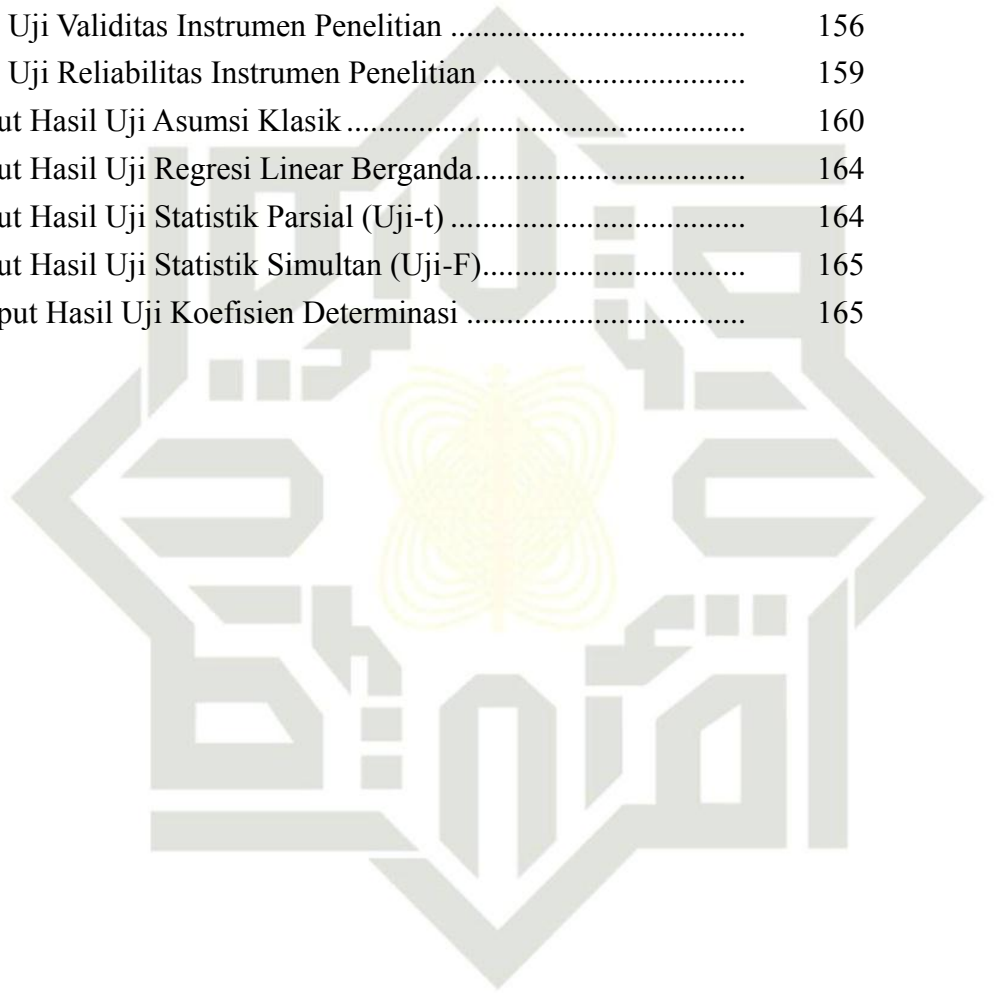 Uji Validitas Instrumen Penelitian ................................. 156
Uji Reliabilitas Instrumen Penelitian ............................. 159
ut Hasil Uji Asumsi Klasik ............................................. 160
ut Hasil Uji Regresi Linear Berganda.............................. 164
ut Hasil Uji Statistik Parsial (Uji-t) ................................. 164
ut Hasil Uji Statistik Simultan (Uji-F)............................. 165
put Hasil Uji Koefisien Determinasi ............................... 165